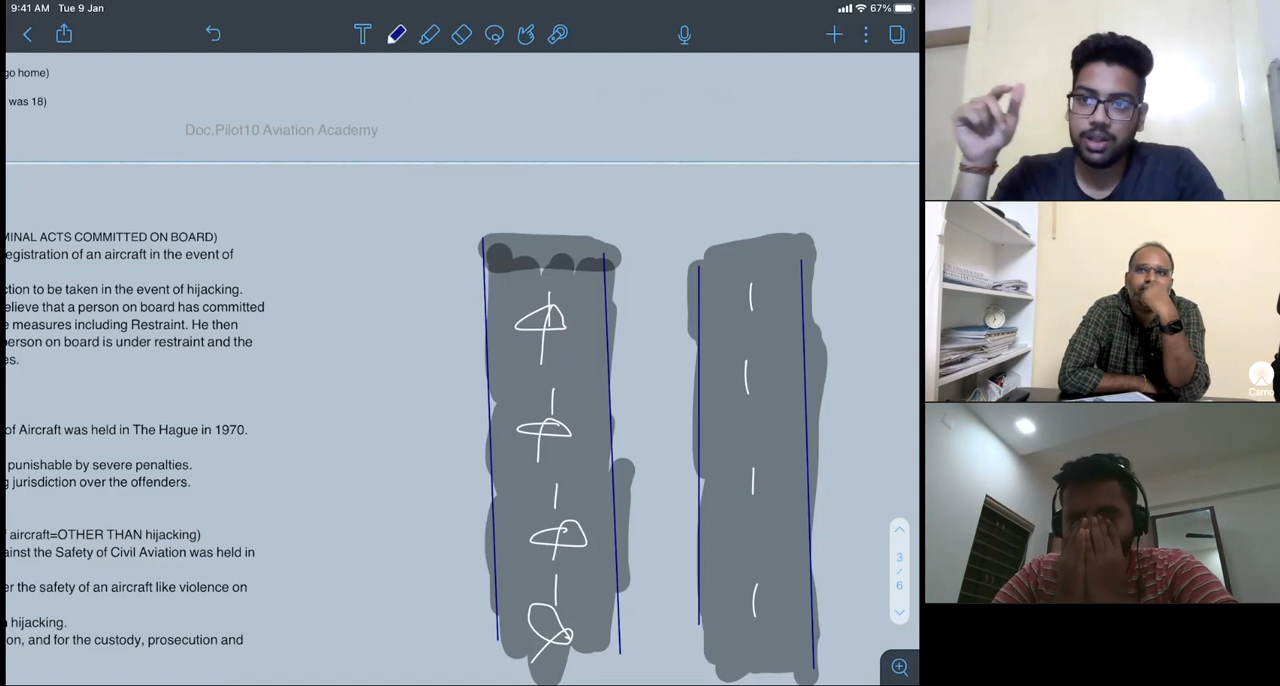 9:41 AM Tue 9 Jan
67%
go home)
was 18)
Doc.Pilot10 Aviation Academy
MINAL ACTS COMMITTED ON BOARD)
egistration of an aircraft in the event of
ction to be taken in the event of hijacking.
elieve that a person on board has committed
e measures including Restraint. He then
person on board is under restraint and the
es.
of Aircraft was held in The Hague in 1970.
punishable by severe penalties.
g jurisdiction over the offenders.
aircraft=OTHER THAN hijacking)
ainst the Safety of Civil Aviation was held in
er the safety of an aircraft like violence on
hijacking.
on, and for the custody, prosecution and
3
/
6
Camo